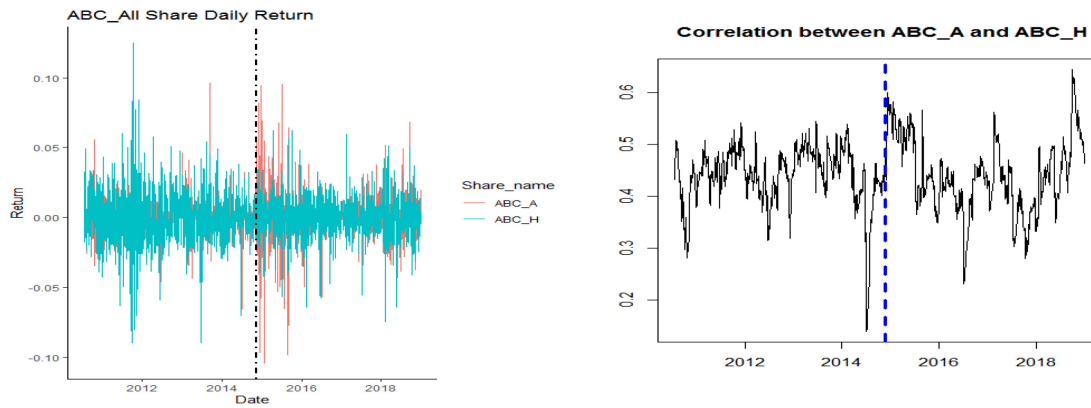 ABC_All Share Daily Return
0.10
0.05
0.00
-0.05
-0.10
Return
2012
2014
2016
2018
Date
Share_name
ABC_A
ABC_H
Correlation between ABC_A and ABC_H
0.6
0.5
0.4
0.3
0.2
2012
2014
2016
2018